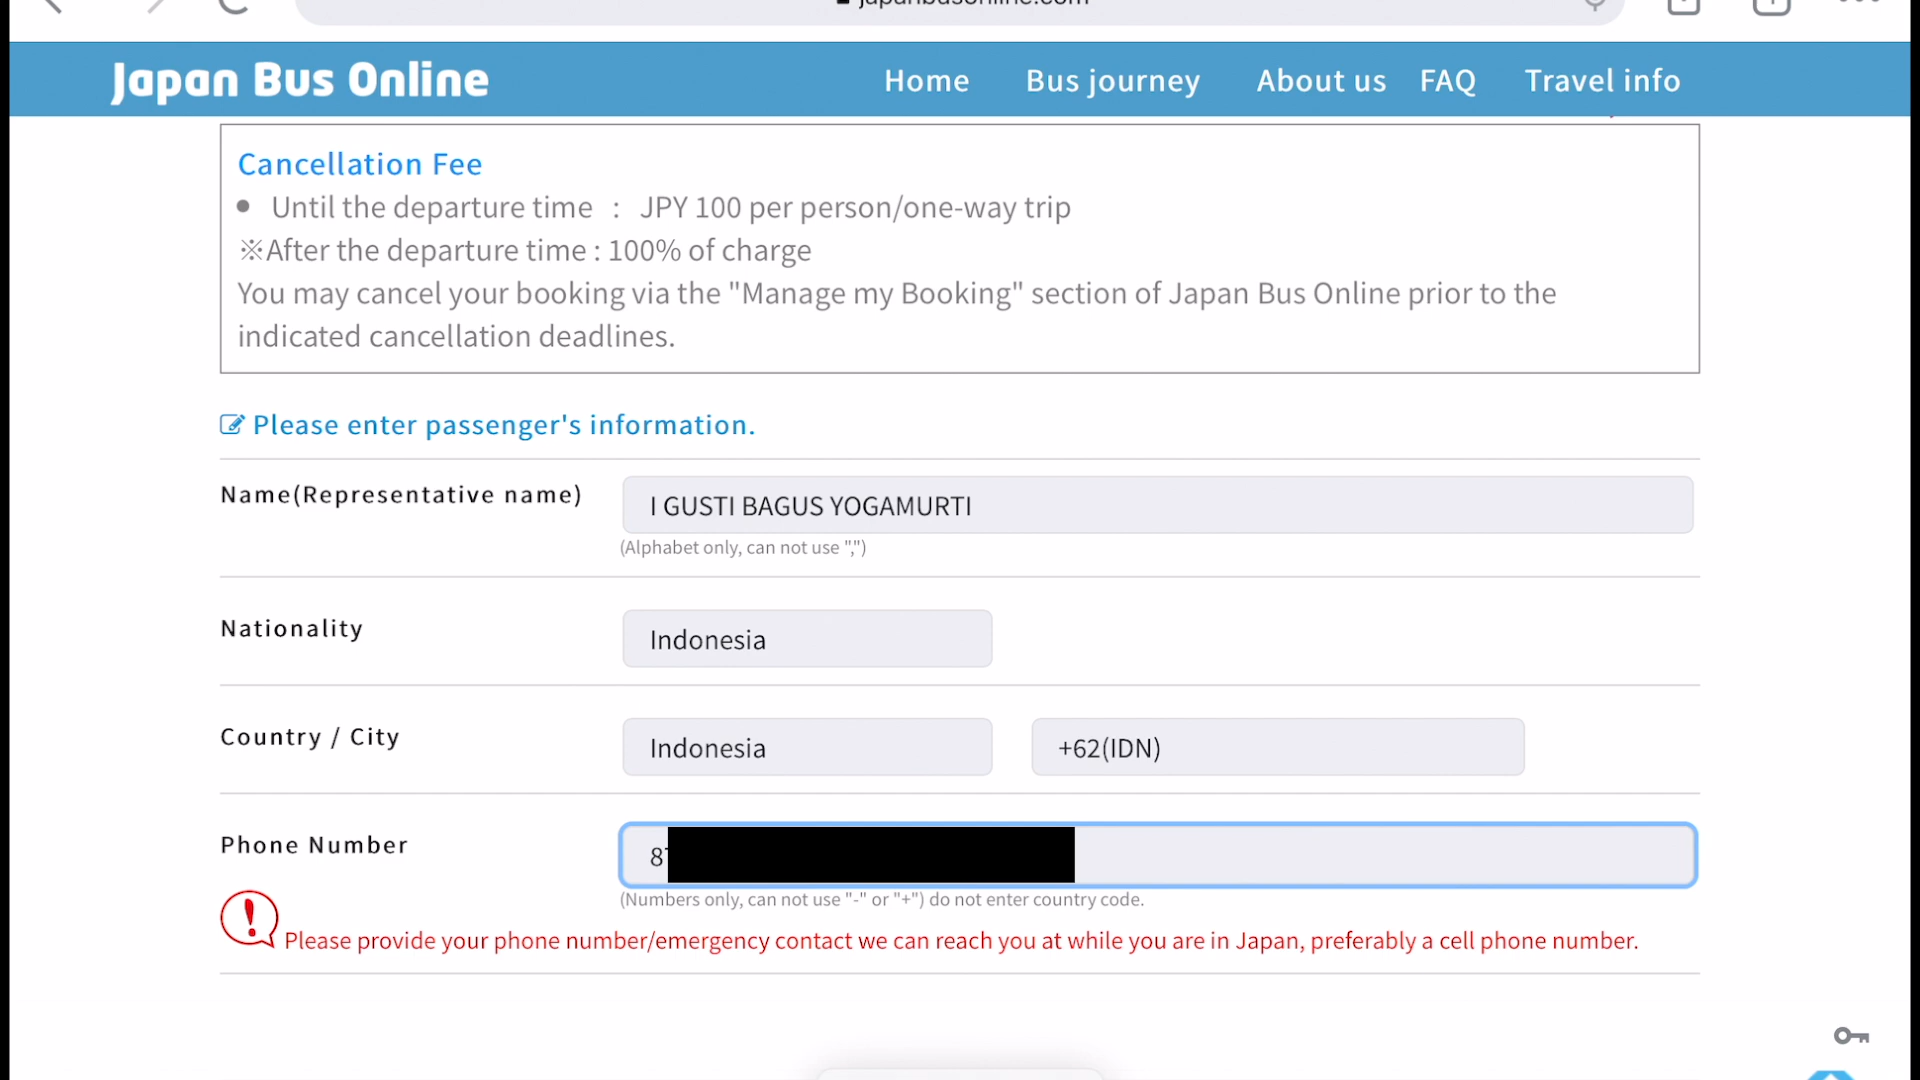 Japan Bus Online
Home Bus journey About us FAQ Travel info
Cancellation Fee
● Until the departure time : JPY 100 per person/one-way trip
※After the departure time : 100% of charge
You may cancel your booking via the "Manage my Booking" section of Japan Bus Online prior to the
indicated cancellation deadlines.
Please enter passenger's information.
Name(Representative name) I GUSTI BAGUS YOGAMURTI
(Alphabet only, can not use ",")
Nationality Indonesia
Country / City Indonesia +62(IDN)
Phone Number 8
(Numbers only, can not use "-" or "+") do not enter country code.
Please provide your phone number/emergency contact we can reach you at while you are in Japan, preferably a cell phone number.